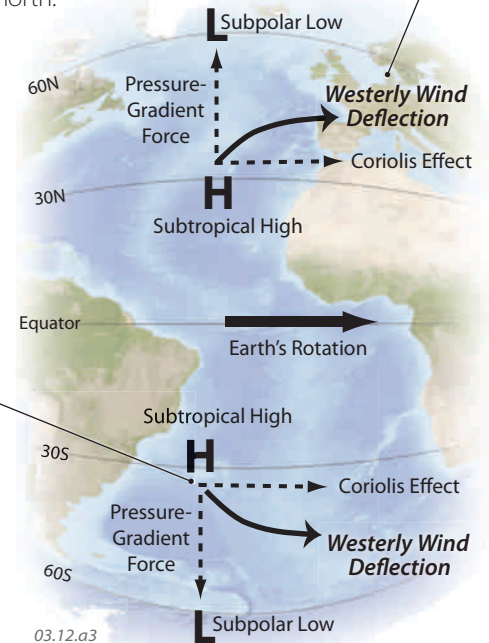 north.
L Subpolar Low
60N
Pressure-
Gradient
Force
Westerly Wind
Deflection
Coriolis Effect
30N
H
Subtropical High
Equator
Earth's Rotation
Subtropical High
30S
H
Coriolis Effect
Pressure-
Gradient
Force
Westerly Wind
Deflection
60S
L Subpolar Low
03.12.a3